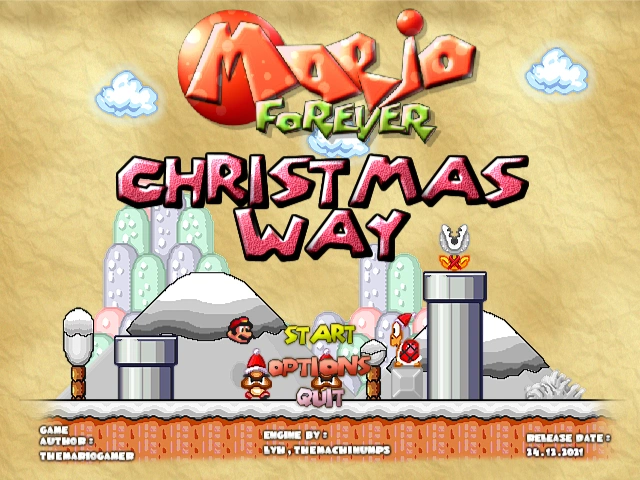 Mario
FOREVER
CHRISTMAS
WAY
START
OPTIONS
QUIT
GAME
AUTHOR :
THEMARIOGAMER
ENGINE BY :
LYN, THEMACHINUMPS
RELEASE DATE :
24.12.2021